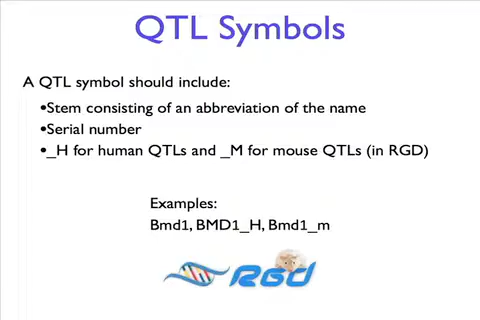 QTL Symbols
A QTL symbol should include:
•Stem consisting of an abbreviation of the name
•Serial number
•_H for human QTLs and _M for mouse QTLs (in RGD)
Examples:
Bmd1, BMD1_H, Bmd1_m
RGD